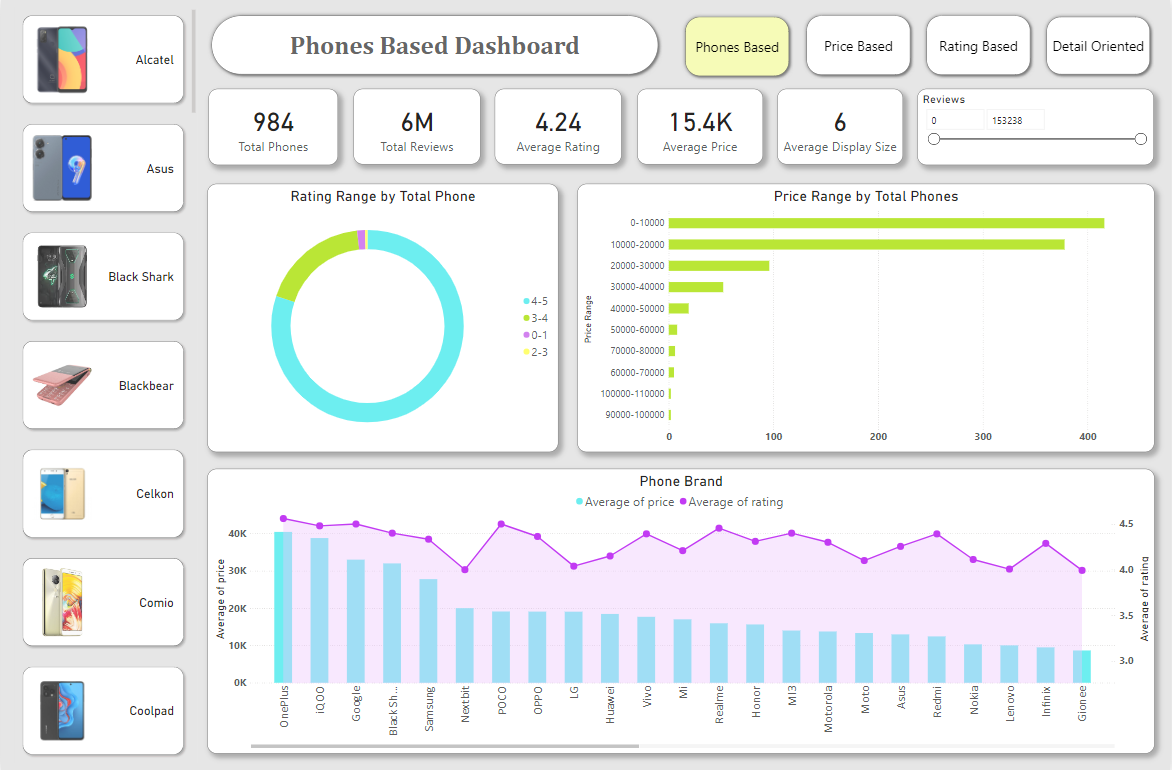 Alcatel
Asus
Black Shark
Blackbear
Celkon
Comio
Coolpad
Phones Based Dashboard
Phones Based
Price Based
Rating Based
Detail Oriented
984
Total Phones
6M
Total Reviews
4.24
Average Rating
15.4K
Average Price
6
Average Display Size
Reviews
0
153238
Rating Range by Total Phone
4-5
3-4
0-1
2-3
Price Range by Total Phones
Price Range
0-10000
10000-20000
20000-30000
30000-40000
40000-50000
50000-60000
70000-80000
60000-70000
100000-110000
90000-100000
0
100
200
300
400
Phone Brand
Average of price
Average of rating
Average of price
40K
30K
20K
10K
0K
4.5
4.0
3.5
3.0
Average of rating
OnePlus
iQOO
Google
Black Sh...
Samsung
Nextbit
POCO
OPPO
LG
Huawei
Vivo
Mi
Realme
Honor
MI3
Motorola
Moto
Asus
Redmi
Nokia
Lenovo
Infinix
Gionee